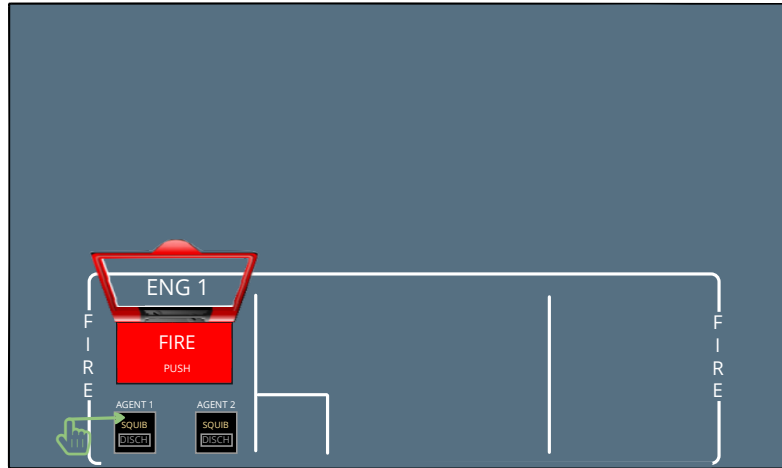 ENG 1
F
I
R
E
FIRE
PUSH
AGENT 1
SQUIB
DISCH
AGENT 2
SQUIB
DISCH
F
I
R
E